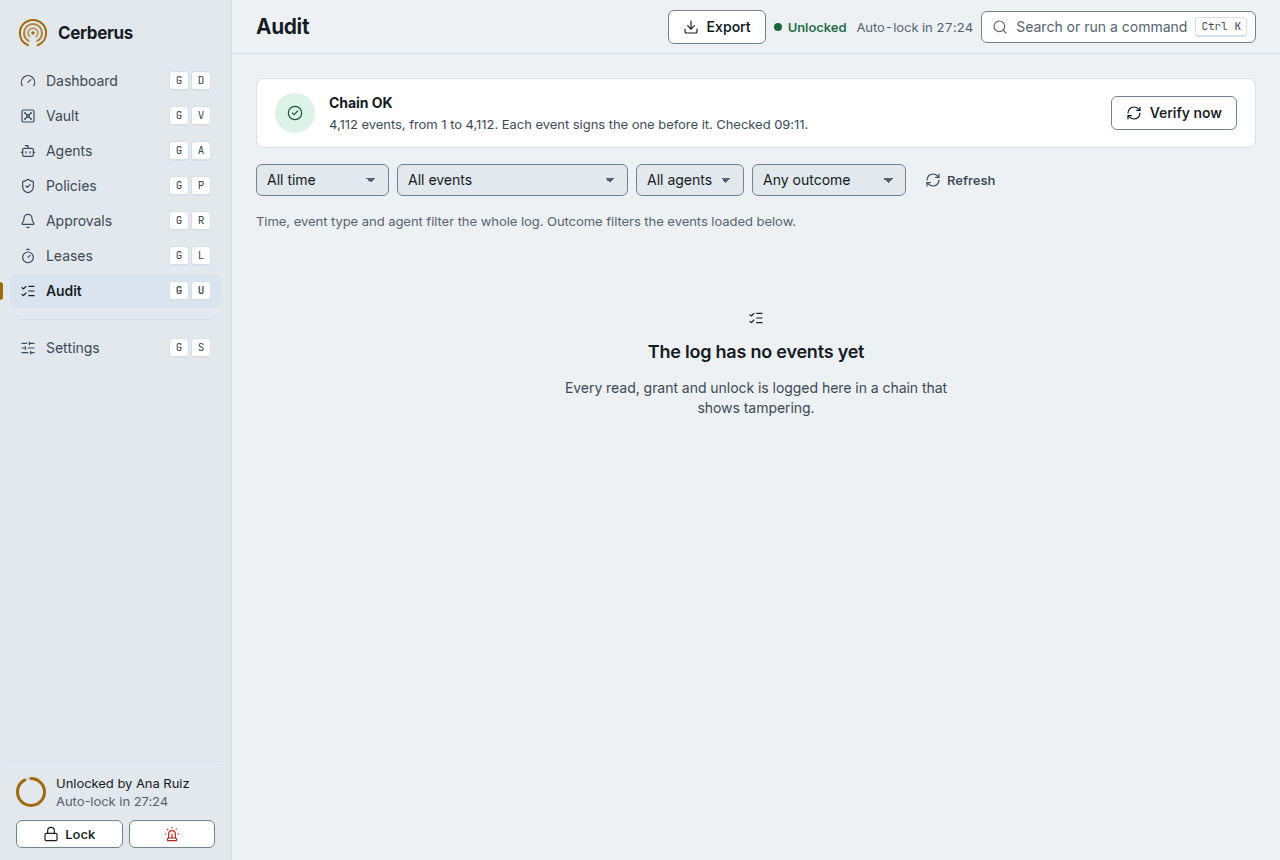 Cerberus
Dashboard G D
Vault G V
Agents G A
Policies G P
Approvals G R
Leases G L
Audit G U
Settings G S
Unlocked by Ana Ruiz
Auto-lock in 27:24
Lock
Audit
Export
Unlocked Auto-lock in 27:24
Search or run a command Ctrl K
Chain OK
4,112 events, from 1 to 4,112. Each event signs the one before it. Checked 09:11.
Verify now
All time All events All agents Any outcome Refresh
Time, event type and agent filter the whole log. Outcome filters the events loaded below.
The log has no events yet
Every read, grant and unlock is logged here in a chain that
shows tampering.